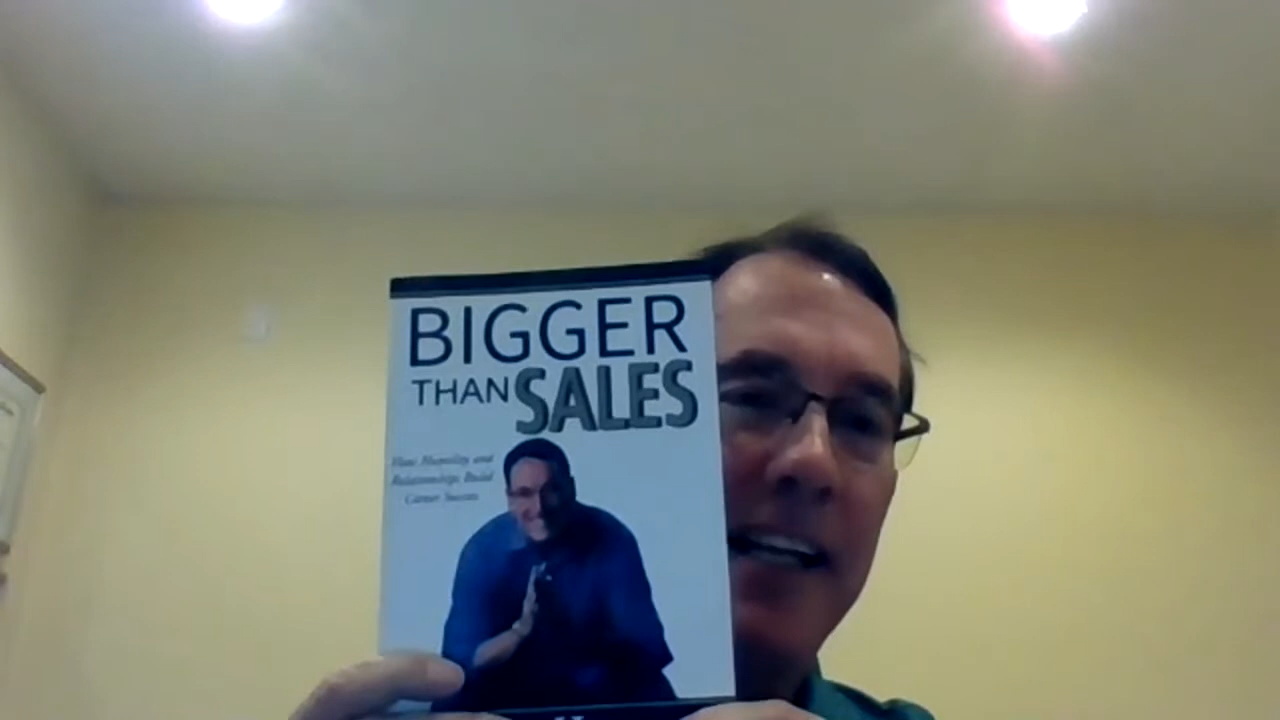 BIGGER
THAN SALES
How Humility and
Relationships Build
Career Success